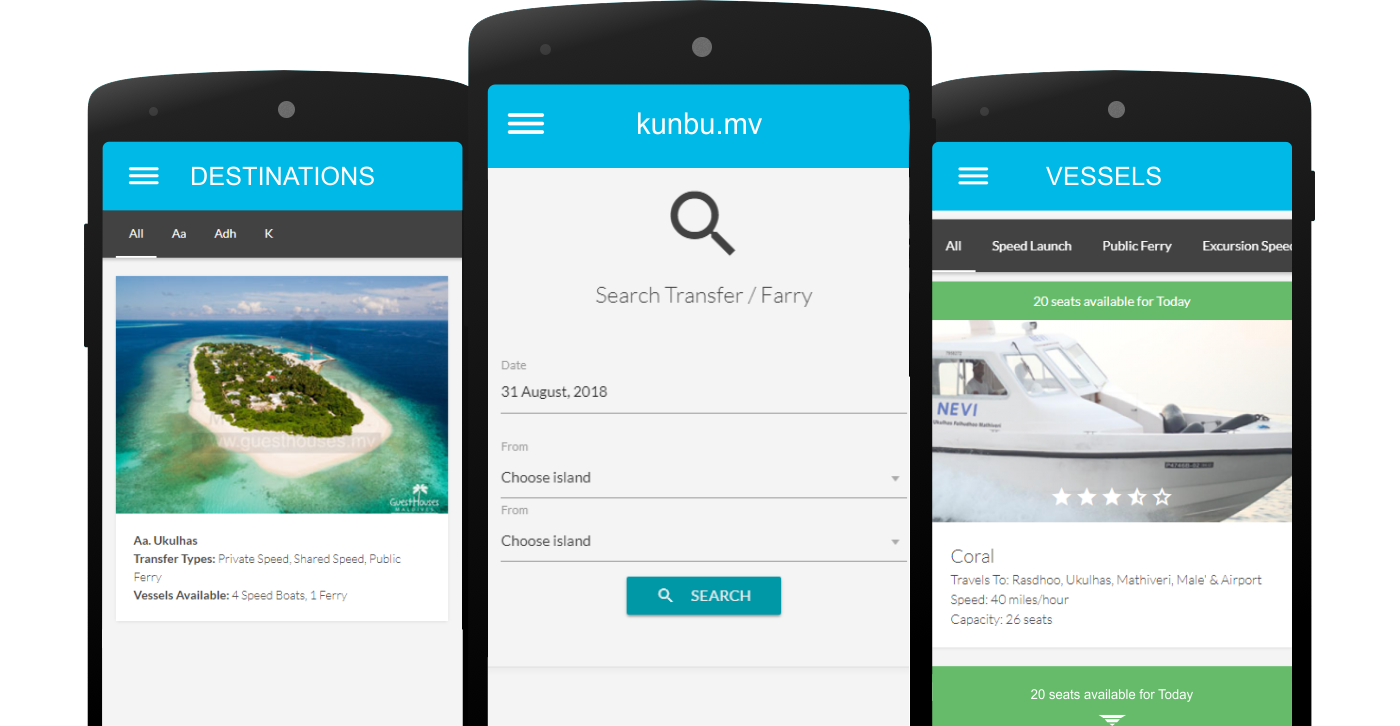 DESTINATIONS
All Aa Adh K
www.guesthouses.mv
GuestHouses
MALDIVES
Aa. Ukulhas
Transfer Types: Private Speed, Shared Speed, Public
Ferry
Vessels Available: 4 Speed Boats, 1 Ferry
kunbu.mv
Search Transfer / Farry
Date
31 August, 2018
From
Choose island
From
Choose island
SEARCH
VESSELS
All Speed Launch Public Ferry Excursion Speed
20 seats available for Today
NEVI
Coral
Travels To: Rasdhoo, Ukulhas, Mathiveri, Male' & Airport
Speed: 40 miles/hour
Capacity: 26 seats
20 seats available for Today